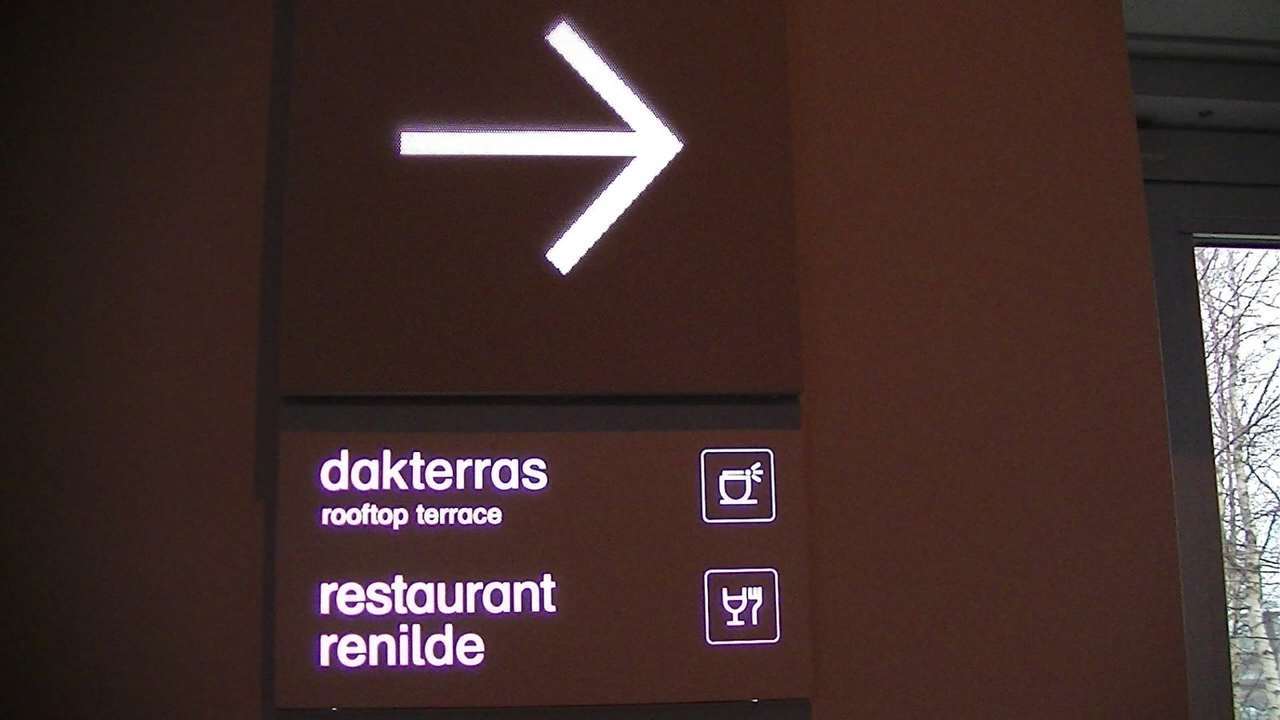 dakterras
rooftop terrace
restaurant
renilde